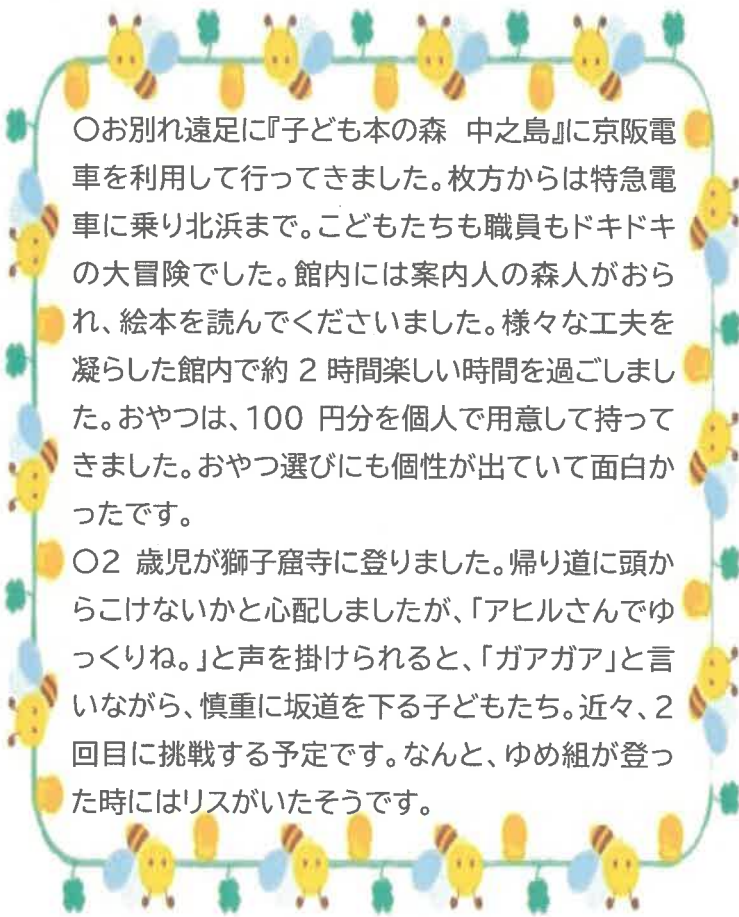 〇お別れ遠足に『子ども本の森　中之島』に京阪電
車を利用して行ってきました。枚方からは特急電
車に乗り北浜まで。こどもたちも職員もドキドキ
の大冒険でした。館内には案内人の森人がおら
れ、絵本を読んでくださいました。様々な工夫を
凝らした館内で約 2 時間楽しい時間を過ごしまし
た。おやつは、100 円分を個人で用意して持って
きました。おやつ選びにも個性が出ていて面白か
ったです。
〇2 歳児が獅子窟寺に登りました。帰り道に頭か
らこけないかと心配しましたが、「アヒルさんでゆ
っくりね。」と声を掛けられると、「ガアガア」と言
いながら、慎重に坂道を下る子どもたち。近々、2
回目に挑戦する予定です。なんと、ゆめ組が登っ
た時にはリスがいたそうです。